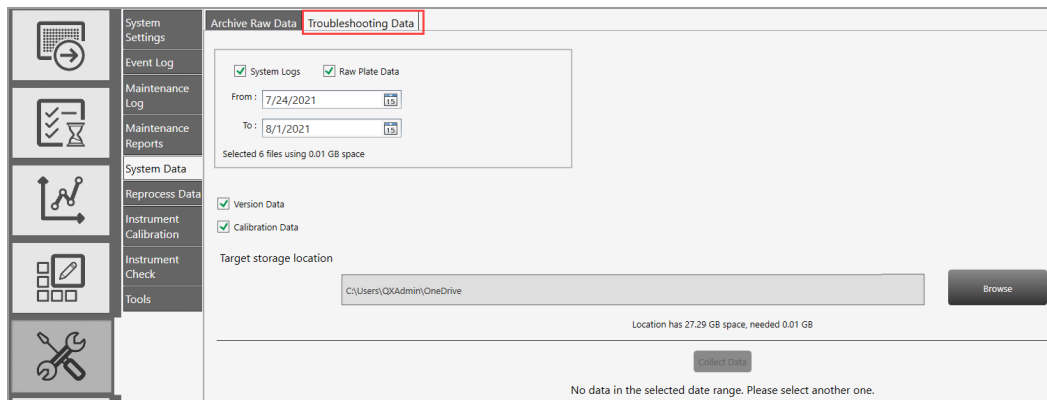 System
Settings
Event Log
Maintenance
Log
Maintenance
Reports
System Data
Reprocess Data
Instrument
Calibration
Instrument
Check
Tools
Archive Raw Data
Troubleshooting Data
System Logs
Raw Plate Data
From :
7/24/2021
15
To :
8/1/2021
15
Selected 6 files using 0.01 GB space
Version Data
Calibration Data
Target storage location
C:\Users\QXAdmin\OneDrive
Browse
Location has 27.29 GB space, needed 0.01 GB
Collect Data
No data in the selected date range. Please select another one.